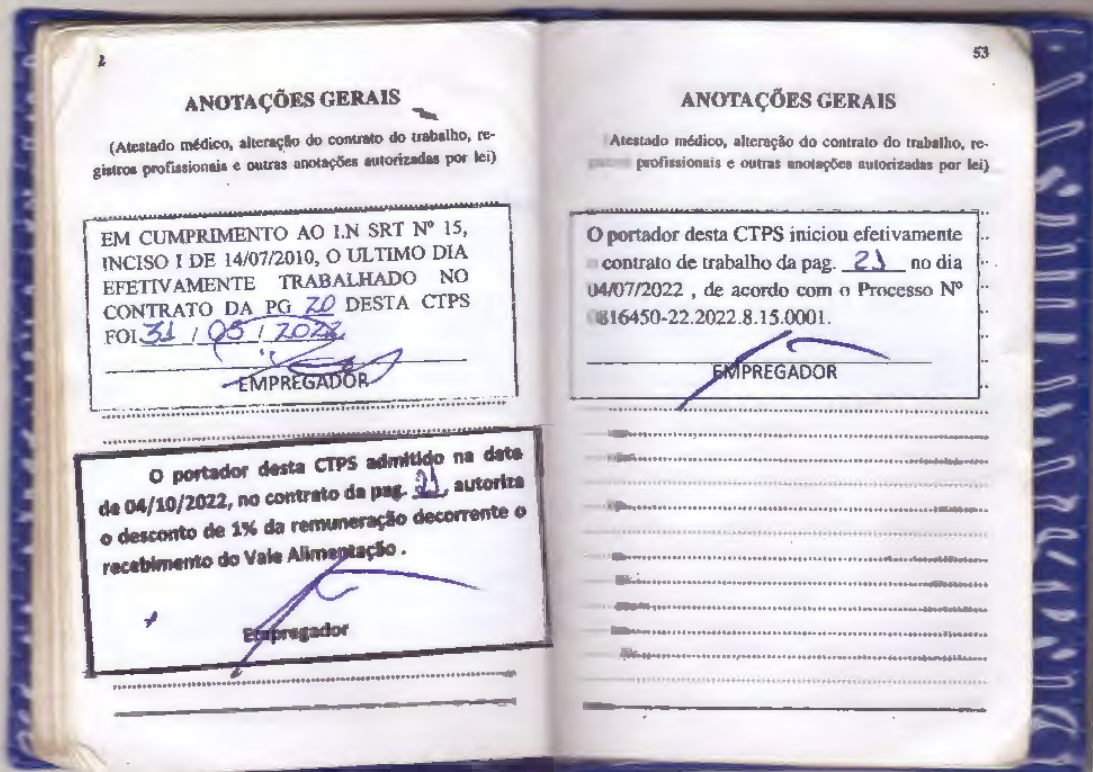 2
ANOTAÇÕES GERAIS
(Atestado médico, alteração do contrato do trabalho, re-
gistros profissionais e outras anotações autorizadas por lei)
EM CUMPRIMENTO AO I.N SRT Nº 15,
INCISO I DE 14/07/2010, O ULTIMO DIA
EFETIVAMENTE TRABALHADO NO
CONTRATO DA PG 20 DESTA CTPS
FOI 31 / 05 / 2022
EMPREGADOR
O portador desta CTPS admitido na data
de 04/10/2022, no contrato da pag. 21, autoriza
o desconto de 1% da remuneração decorrente o
recebimento do Vale Alimentação .
Empregador
53
ANOTAÇÕES GERAIS
(Atestado médico, alteração do contrato do trabalho, re-
profissionais e outras anotações autorizadas por lei)
O portador desta CTPS iniciou efetivamente
o contrato de trabalho da pag. 21 no dia
04/07/2022 , de acordo com o Processo Nº
0816450-22.2022.8.15.0001.
EMPREGADOR